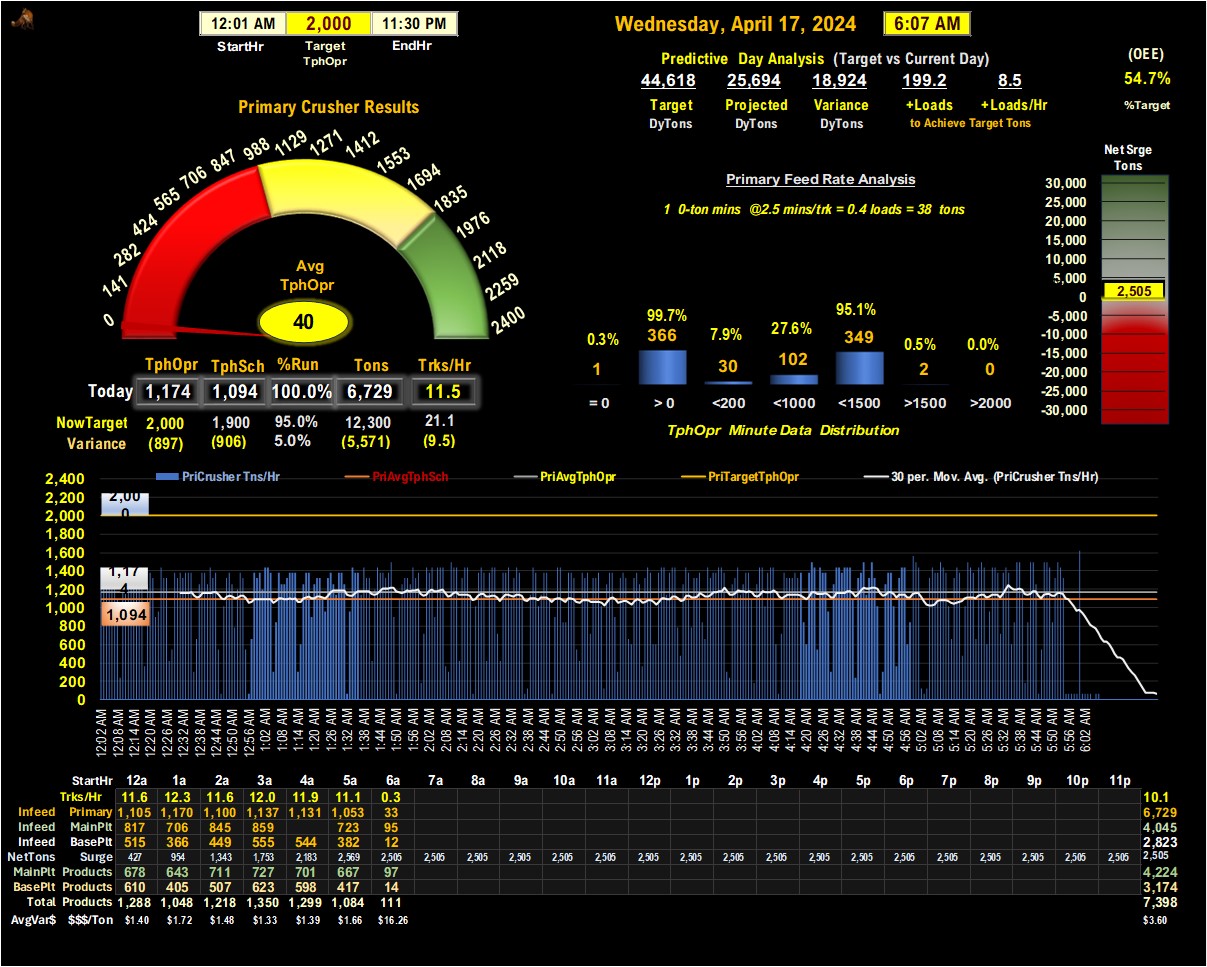 12:01 AM 2,000 11:30 PM
StartHr Target TphOpr EndHr
Wednesday, April 17, 2024 6:07 AM
Predictive Day Analysis (Target vs Current Day)
44,618 25,694 18,924 199.2 8.5
Target Projected Variance +Loads +Loads/Hr
DyTons DyTons DyTons to Achieve Target Tons
(OEE)
54.7%
%Target
Primary Crusher Results
0 141 282 424 565 706 847 988 1129 1271 1412 1553 1694 1835 1976 2118 2259 2400
Avg
TphOpr
40
TphOpr TphSch %Run Tons Trks/Hr
Today 1,174 1,094 100.0% 6,729 11.5
NowTarget 2,000 1,900 95.0% 12,300 21.1
Variance (897) (906) 5.0% (5,571) (9.5)
Primary Feed Rate Analysis
1 0-ton mins @2.5 mins/trk = 0.4 loads = 38 tons
0.3% 99.7% 7.9% 27.6% 95.1% 0.5% 0.0%
1 366 30 102 349 2 0
= 0 > 0 <200 <1000 <1500 >1500 >2000
TphOpr Minute Data Distribution
Net Srge
Tons
30,000
25,000
20,000
15,000
10,000
5,000
0
2,505
-5,000
-10,000
-15,000
-20,000
-25,000
-30,000
PriCrusher Tns/Hr PriAvgTphSch PriAvgTphOpr PriTargetTphOpr 30 per. Mov. Avg. (PriCrusher Tns/Hr)
2,400
2,200
2,000
1,800
1,600
1,400
1,200
1,000
800
600
400
200
0
2,00
0
1,17
4
1,094
12:02 AM 12:08 AM 12:14 AM 12:20 AM 12:26 AM 12:32 AM 12:38 AM 12:44 AM 12:50 AM 12:56 AM 1:02 AM 1:08 AM 1:14 AM 1:20 AM 1:26 AM 1:32 AM 1:38 AM 1:44 AM 1:50 AM 1:56 AM 2:02 AM 2:08 AM 2:14 AM 2:20 AM 2:26 AM 2:32 AM 2:38 AM 2:44 AM 2:50 AM 2:56 AM 3:02 AM 3:08 AM 3:14 AM 3:20 AM 3:26 AM 3:32 AM 3:38 AM 3:44 AM 3:50 AM 3:56 AM 4:02 AM 4:08 AM 4:14 AM 4:20 AM 4:26 AM 4:32 AM 4:38 AM 4:44 AM 4:50 AM 4:56 AM 5:02 AM 5:08 AM 5:14 AM 5:20 AM 5:26 AM 5:32 AM 5:38 AM 5:44 AM 5:50 AM 5:56 AM 6:02 AM
StartHr 12a 1a 2a 3a 4a 5a 6a 7a 8a 9a 10a 11a 12p 1p 2p 3p 4p 5p 6p 7p 8p 9p 10p 11p
Trks/Hr 11.6 12.3 11.6 12.0 11.9 11.1 0.3 10.1
Infeed Primary 1,105 1,170 1,100 1,137 1,131 1,053 33 6,729
Infeed MainPlt 817 706 845 859 723 95 4,045
Infeed BasePlt 515 366 449 555 544 382 12 2,823
NetTons Surge 427 954 1,343 1,753 2,183 2,569 2,505 2,505 2,505 2,505 2,505 2,505 2,505 2,505 2,505 2,505 2,505 2,505 2,505 2,505 2,505 2,505 2,505 2,505 2,505
MainPlt Products 678 643 711 727 701 667 97 4,224
BasePlt Products 610 405 507 623 598 417 14 3,174
Total Products 1,288 1,048 1,218 1,350 1,299 1,084 111 7,398
AvgVar$ $$$/Ton $1.40 $1.72 $1.48 $1.33 $1.39 $1.66 $16.26 $3.60